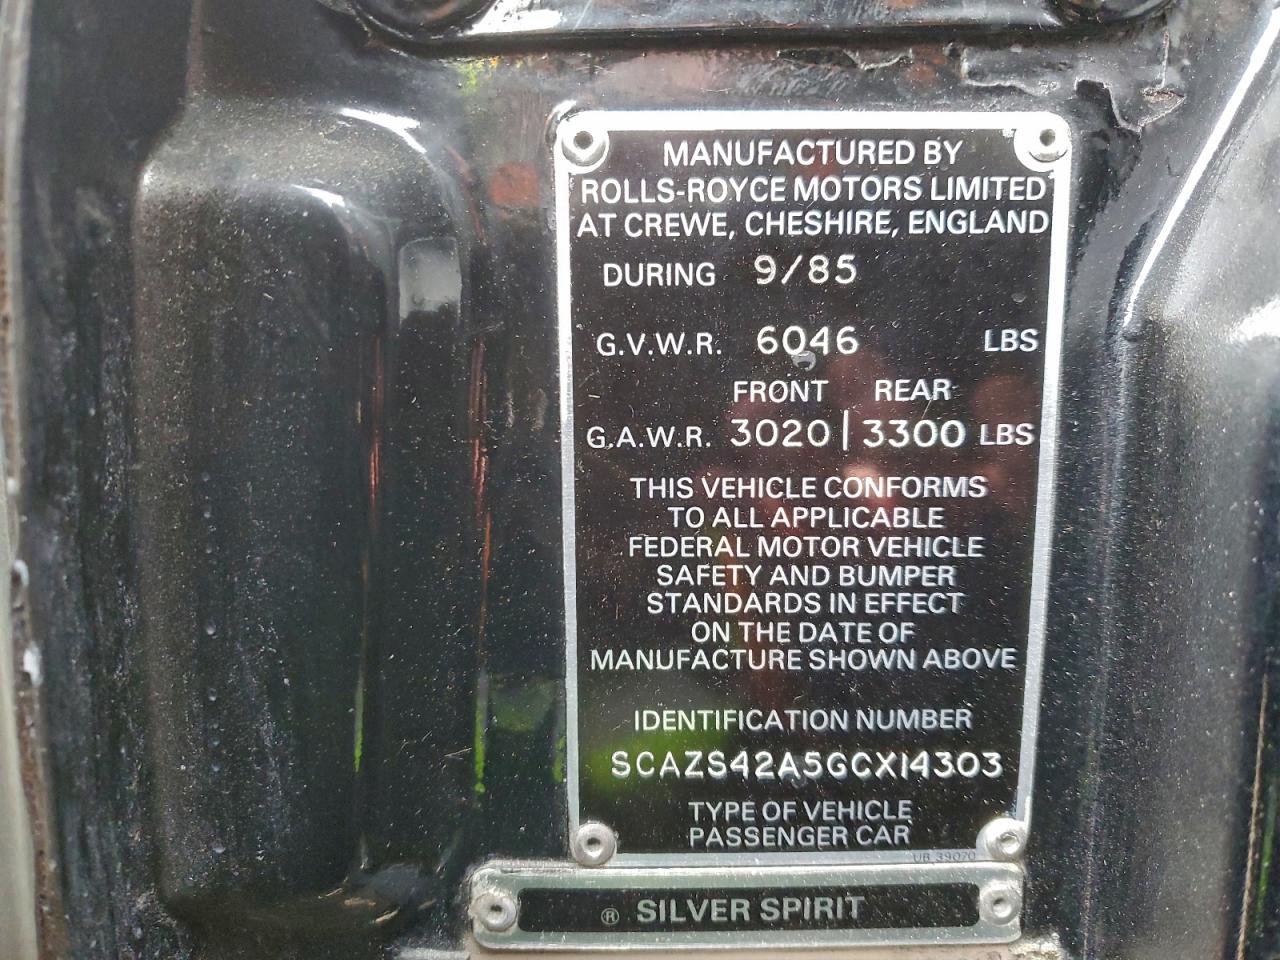 MANUFACTURED BY
ROLLS-ROYCE MOTORS LIMITED
AT CREWE, CHESHIRE, ENGLAND
DURING 9/85
G.V.W.R. 6046 LBS
FRONT REAR
G.A.W.R. 3020 | 3300 LBS
THIS VEHICLE CONFORMS
TO ALL APPLICABLE
FEDERAL MOTOR VEHICLE
SAFETY AND BUMPER
STANDARDS IN EFFECT
ON THE DATE OF
MANUFACTURE SHOWN ABOVE
IDENTIFICATION NUMBER
SCAZS42A5GCX14303
TYPE OF VEHICLE
PASSENGER CAR
UB 39070
® SILVER SPIRIT